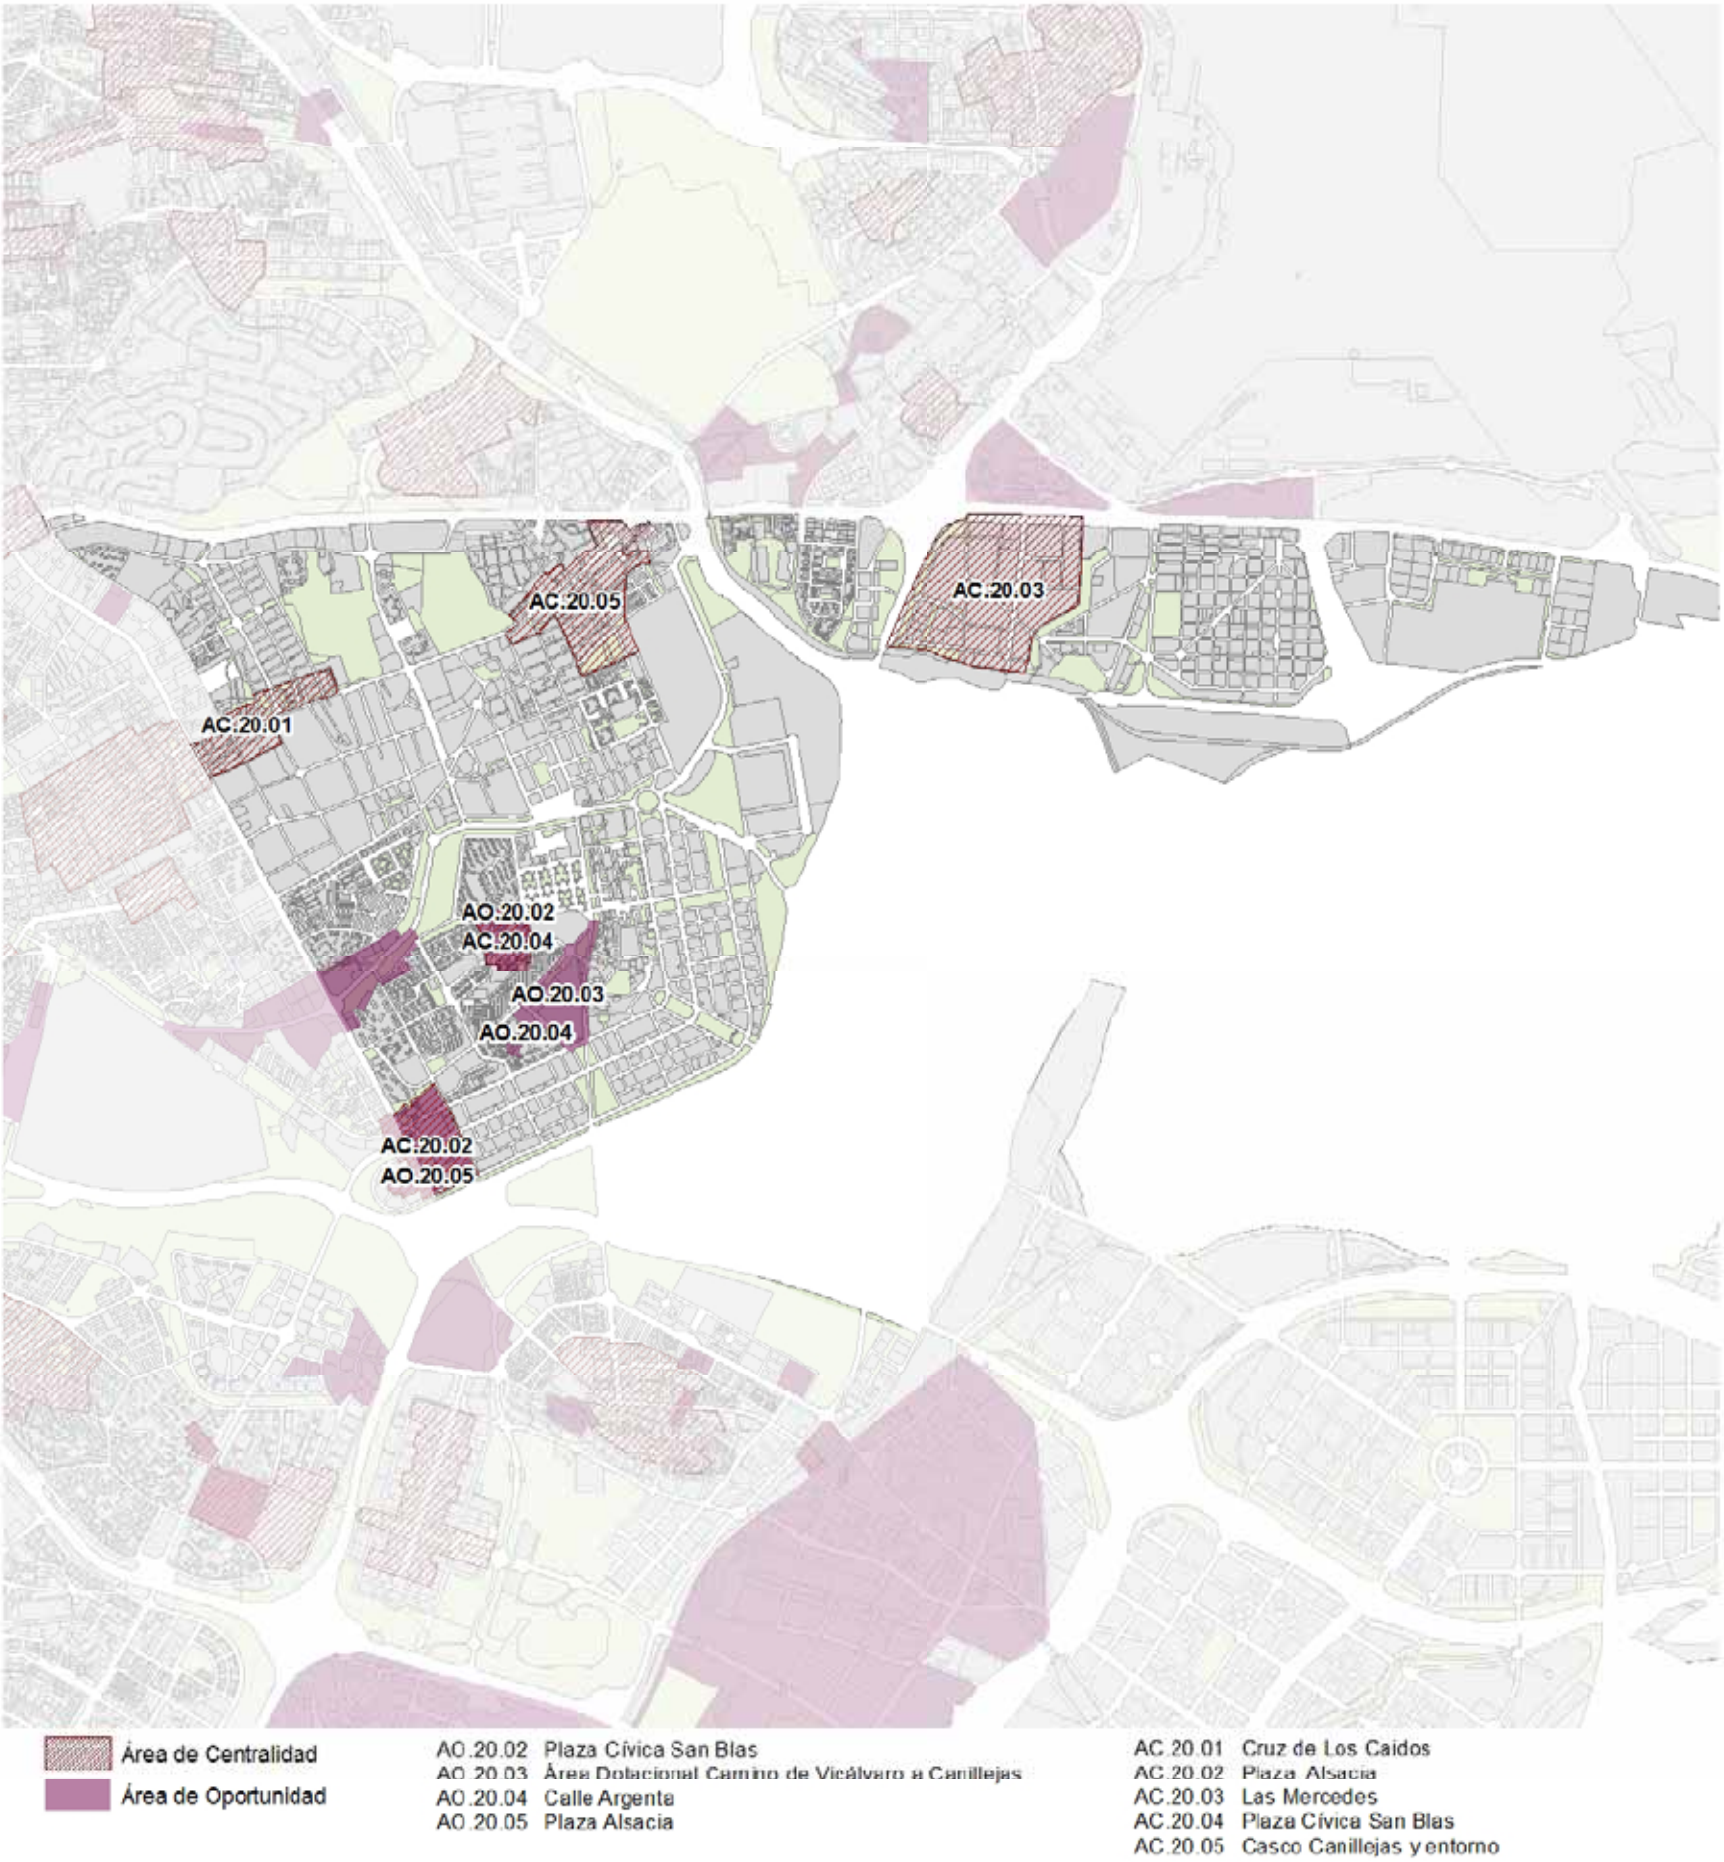 AC.20.05
AC.20.03
AC.20.01
AO.20.02
AC.20.04
AO.20.03
AO.20.04
AC.20.02
AO.20.05
Área de Centralidad
Área de Oportunidad
AO.20.02 Plaza Cívica San Blas
AO.20.03 Área Dotacional Camino de Vicálvaro a Canillejas
AO.20.04 Calle Argenta
AO.20.05 Plaza Alsacia
AC.20.01 Cruz de Los Caidos
AC.20.02 Plaza Alsacia
AC.20.03 Las Mercedes
AC.20.04 Plaza Cívica San Blas
AC.20.05 Casco Canillejas y entorno